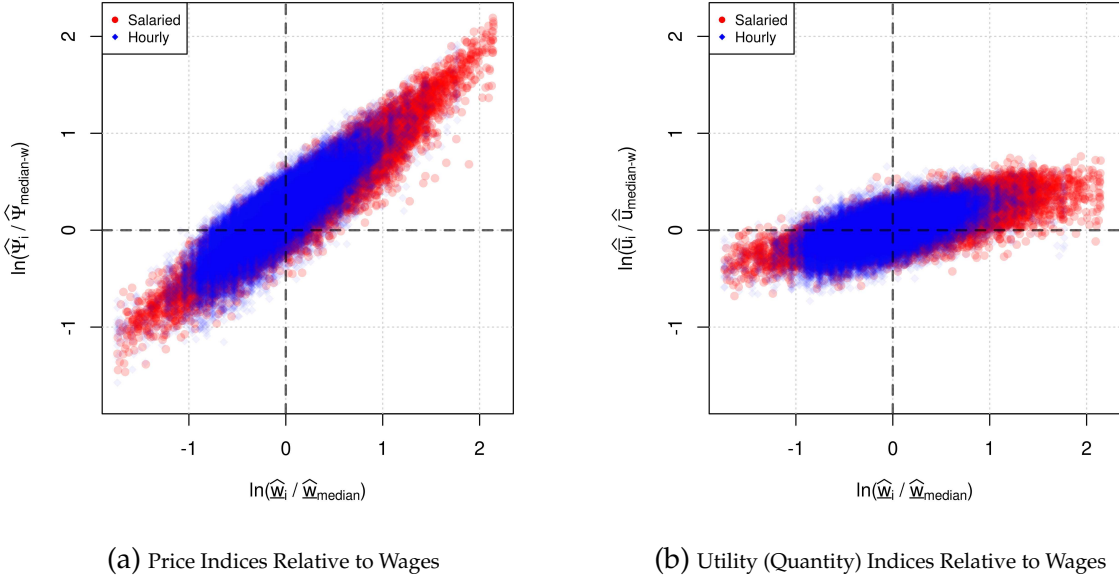 Salaried
Hourly
2
1
0
-1
ln(Ψ̂i / Ψ̂median-w)
-1 0 1 2
ln(ŵi / ŵmedian)
(a) Price Indices Relative to Wages
Salaried
Hourly
2
1
0
-1
ln(û̄i / û̄median-w)
-1 0 1 2
ln(ŵi / ŵmedian)
(b) Utility (Quantity) Indices Relative to Wages